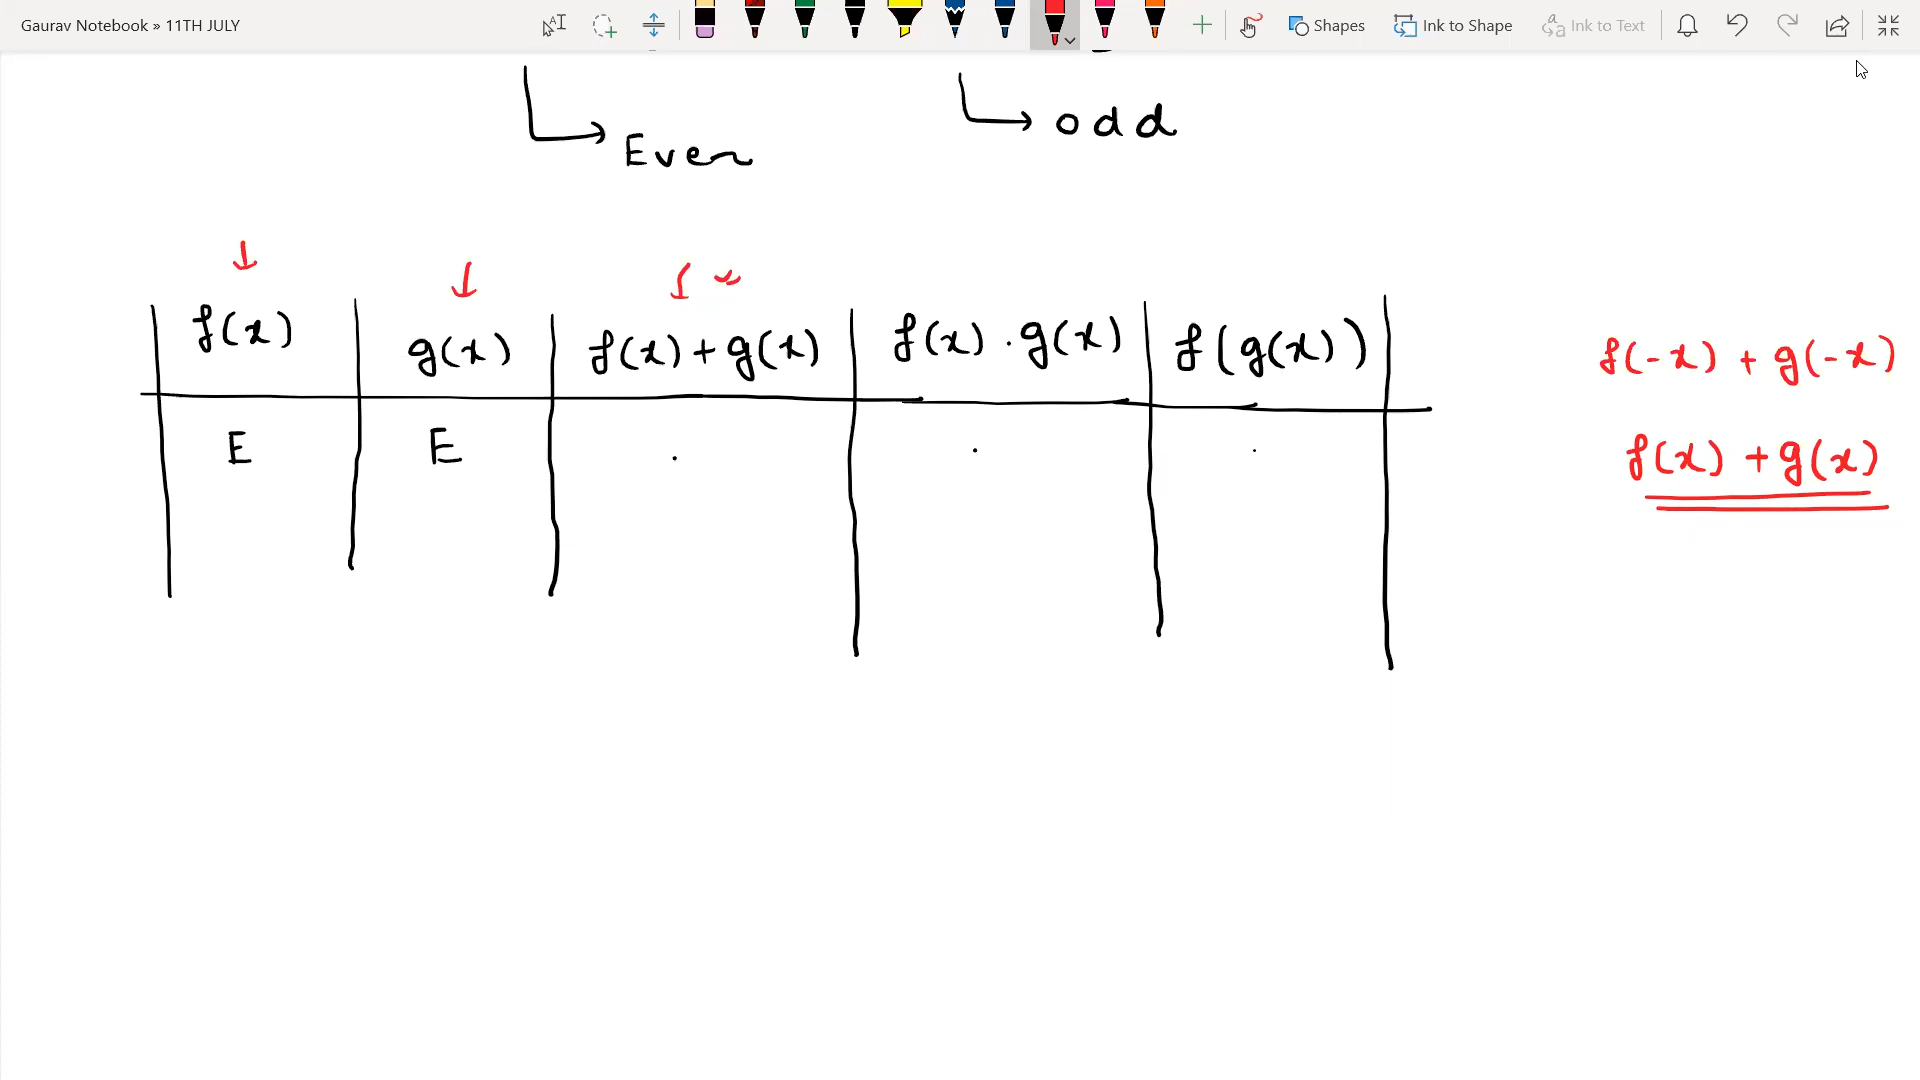 Gaurav Notebook » 11TH JULY Shapes Ink to Shape Ink to Text
Even
odd
f(x) g(x) f(x) + g(x) f(x) . g(x) f(g(x))
f(-x) + g(-x)
E E . . .
f(x) + g(x)